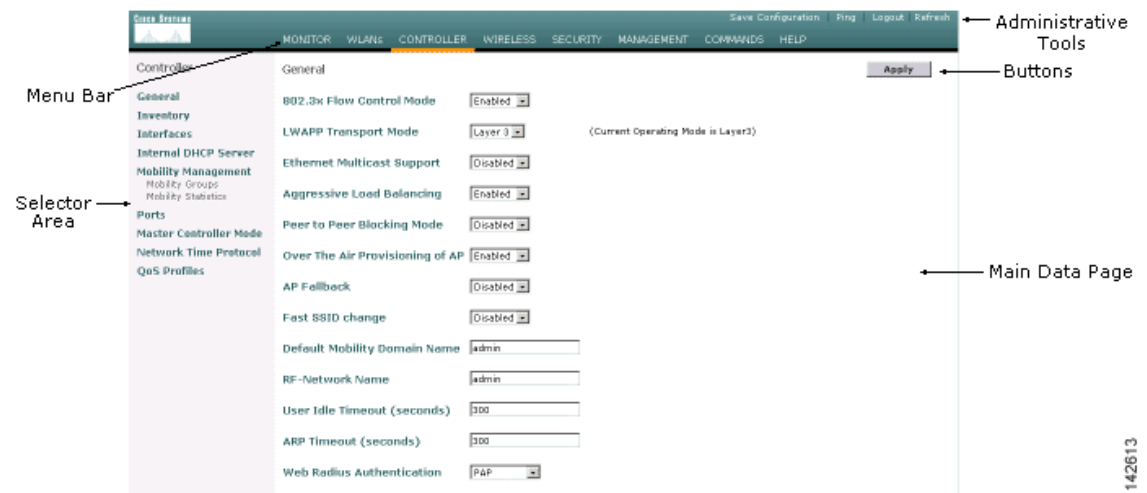 Cisco Systems
Save Configuration | Ping | Logout | Refresh
MONITOR WLANs CONTROLLER WIRELESS SECURITY MANAGEMENT COMMANDS HELP
Administrative
Tools
Controller
General
Apply
Buttons
Menu Bar
General
Inventory
Interfaces
Internal DHCP Server
Mobility Management
Mobility Groups
Mobility Statistics
Ports
Master Controller Mode
Network Time Protocol
QoS Profiles
Selector
Area
802.3x Flow Control Mode Enabled
LWAPP Transport Mode Layer 3 (Current Operating Mode is Layer3)
Ethernet Multicast Support Disabled
Aggressive Load Balancing Enabled
Peer to Peer Blocking Mode Disabled
Over The Air Provisioning of AP Enabled
AP Fallback Disabled
Fast SSID change Disabled
Default Mobility Domain Name admin
RF-Network Name admin
User Idle Timeout (seconds) 300
ARP Timeout (seconds) 300
Web Radius Authentication PAP
Main Data Page
142613